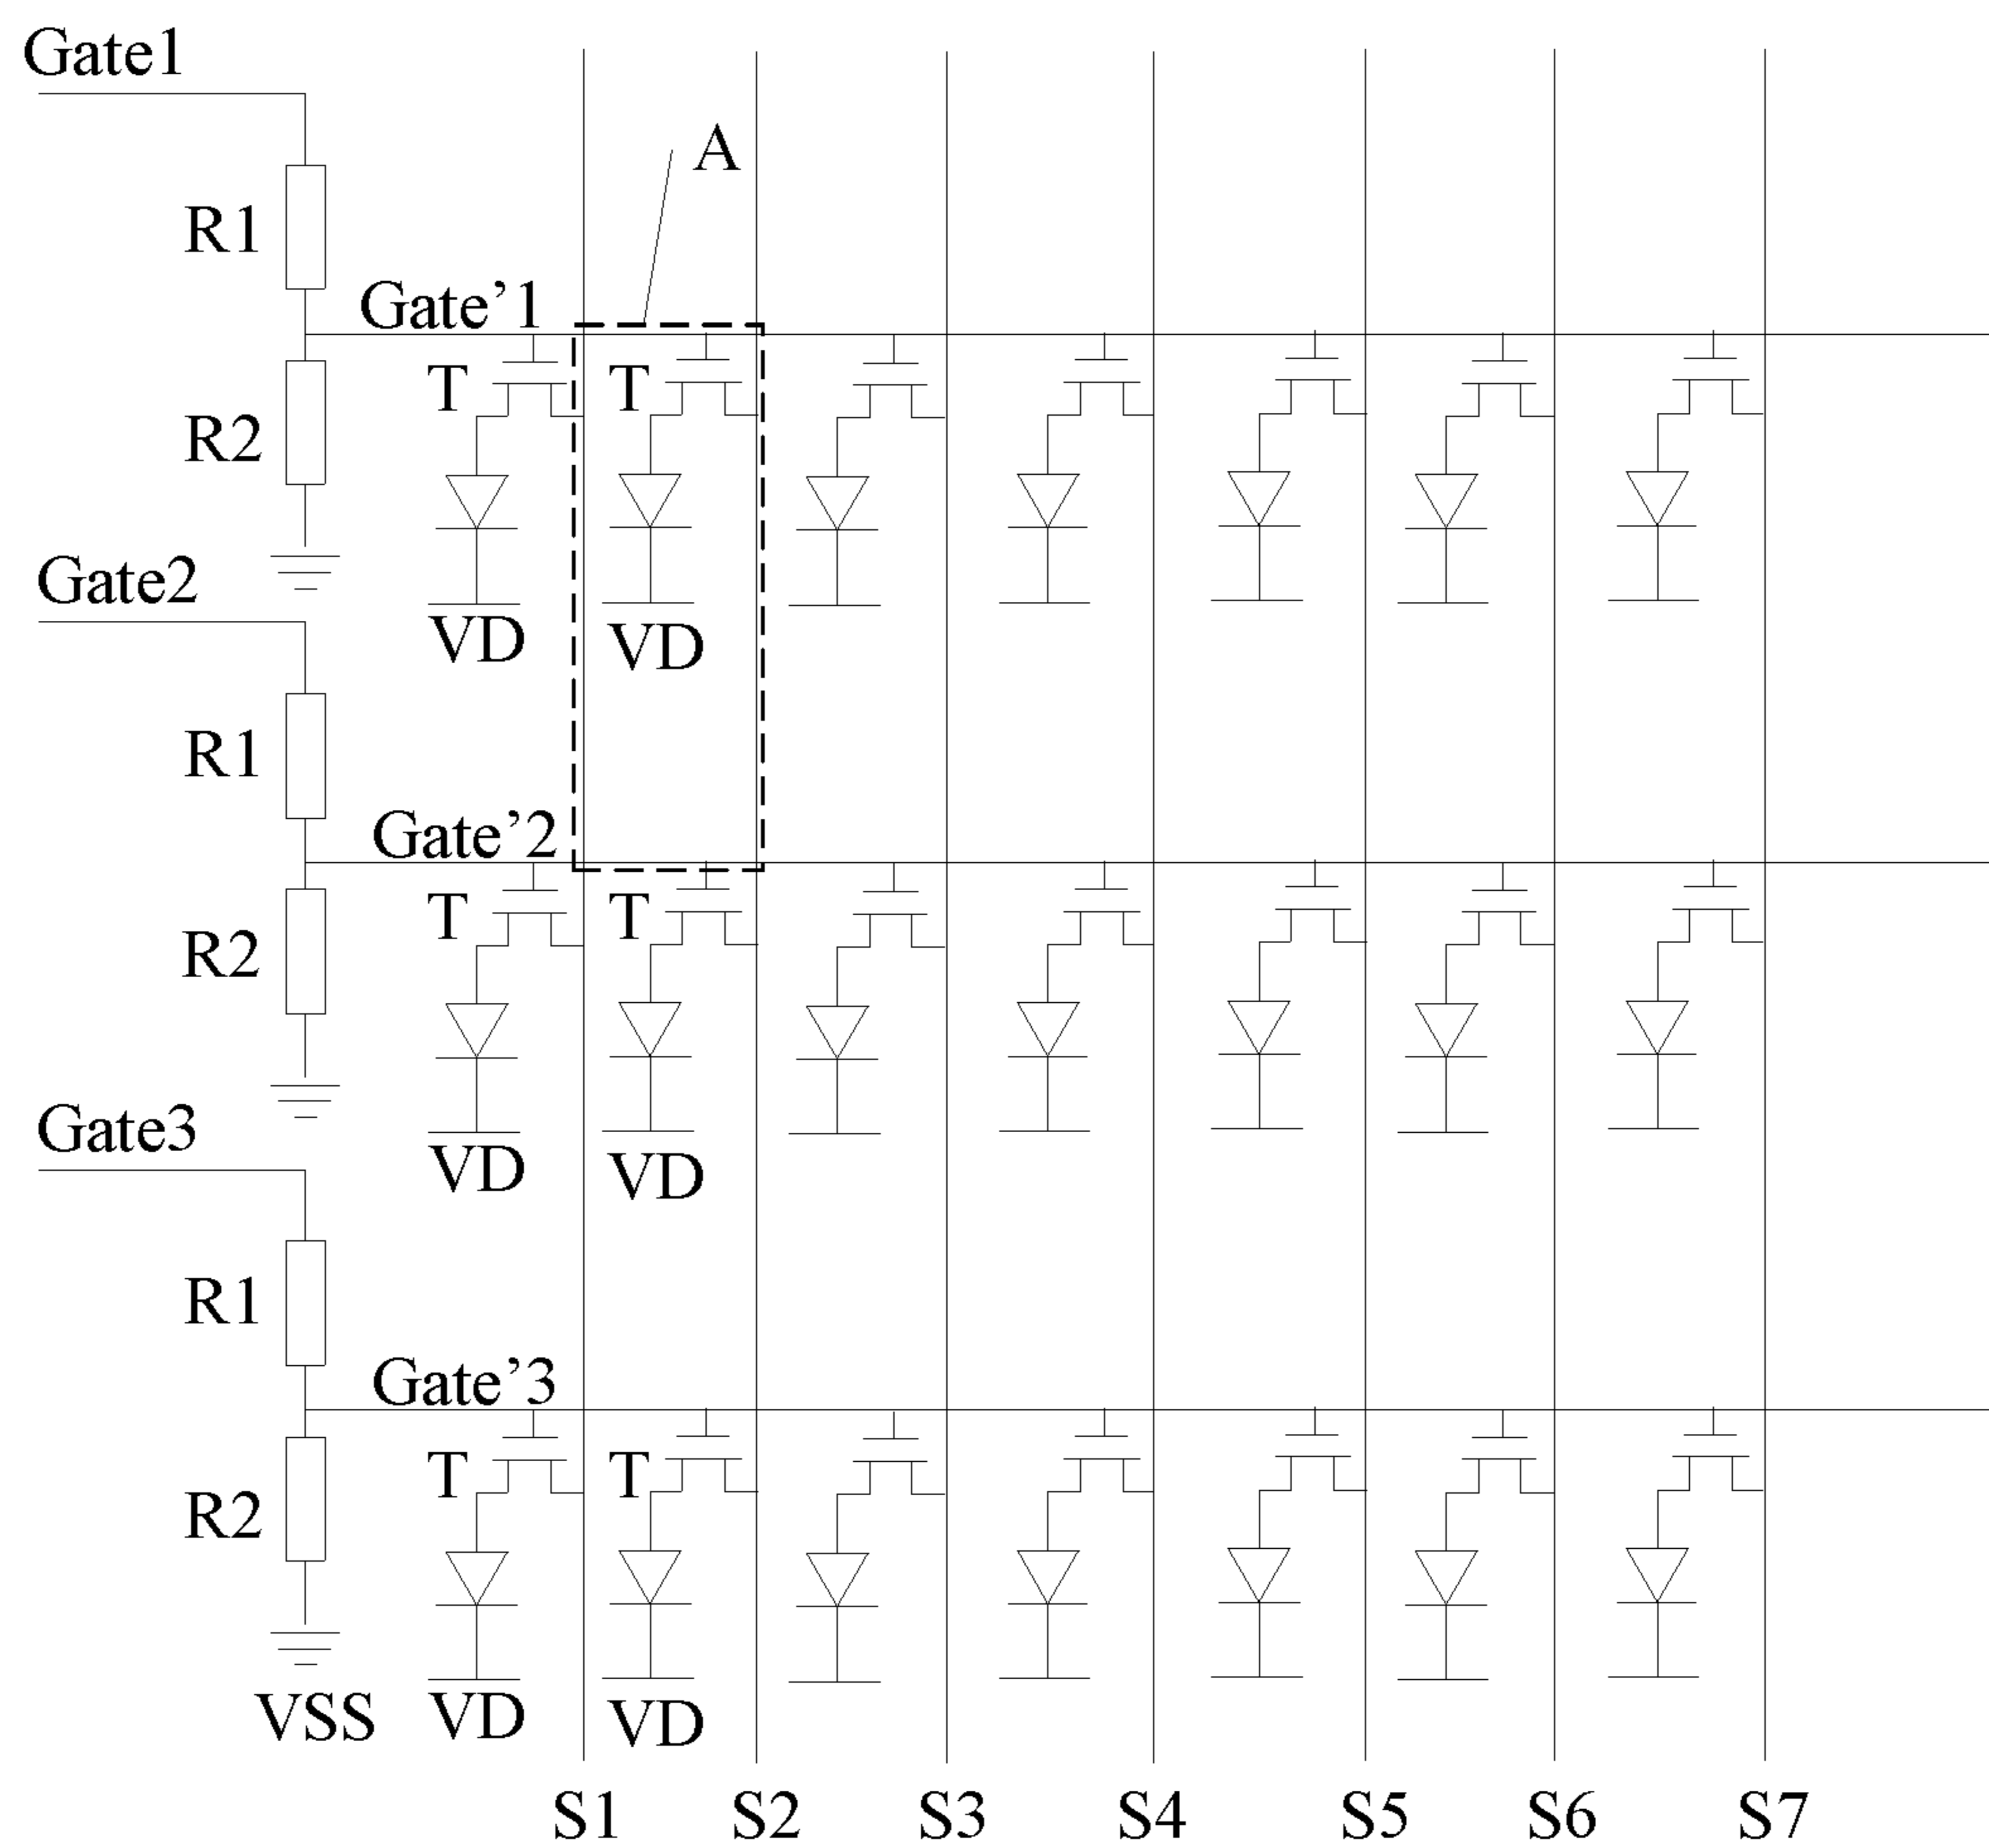 Gate1
A
R1
Gate’1
T T
R2
Gate2
VD VD
R1
Gate’2
T T
R2
Gate3
VD VD
R1
Gate’3
T T
R2
VSS VD VD
S1 S2 S3 S4 S5 S6 S7